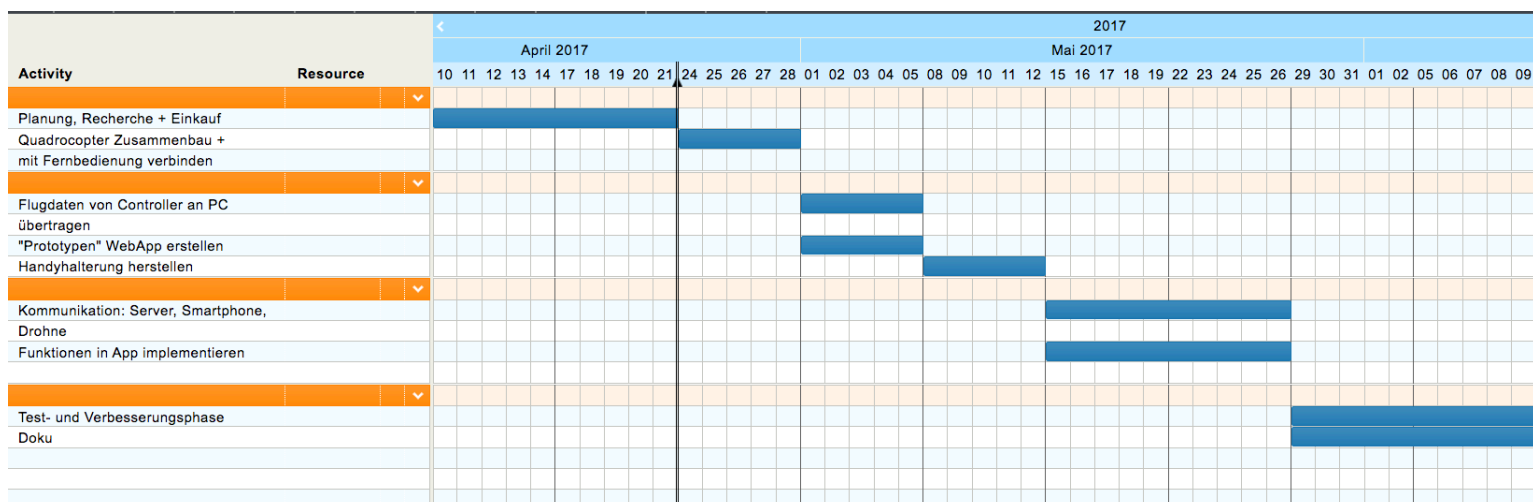 2017
April 2017 Mai 2017
Activity Resource 10 11 12 13 14 17 18 19 20 21 24 25 26 27 28 01 02 03 04 05 08 09 10 11 12 15 16 17 18 19 22 23 24 25 26 29 30 31 01 02 05 06 07 08 09
Planung, Recherche + Einkauf
Quadrocopter Zusammenbau +
mit Fernbedienung verbinden
Flugdaten von Controller an PC
übertragen
"Prototypen" WebApp erstellen
Handyhalterung herstellen
Kommunikation: Server, Smartphone,
Drohne
Funktionen in App implementieren
Test- und Verbesserungsphase
Doku